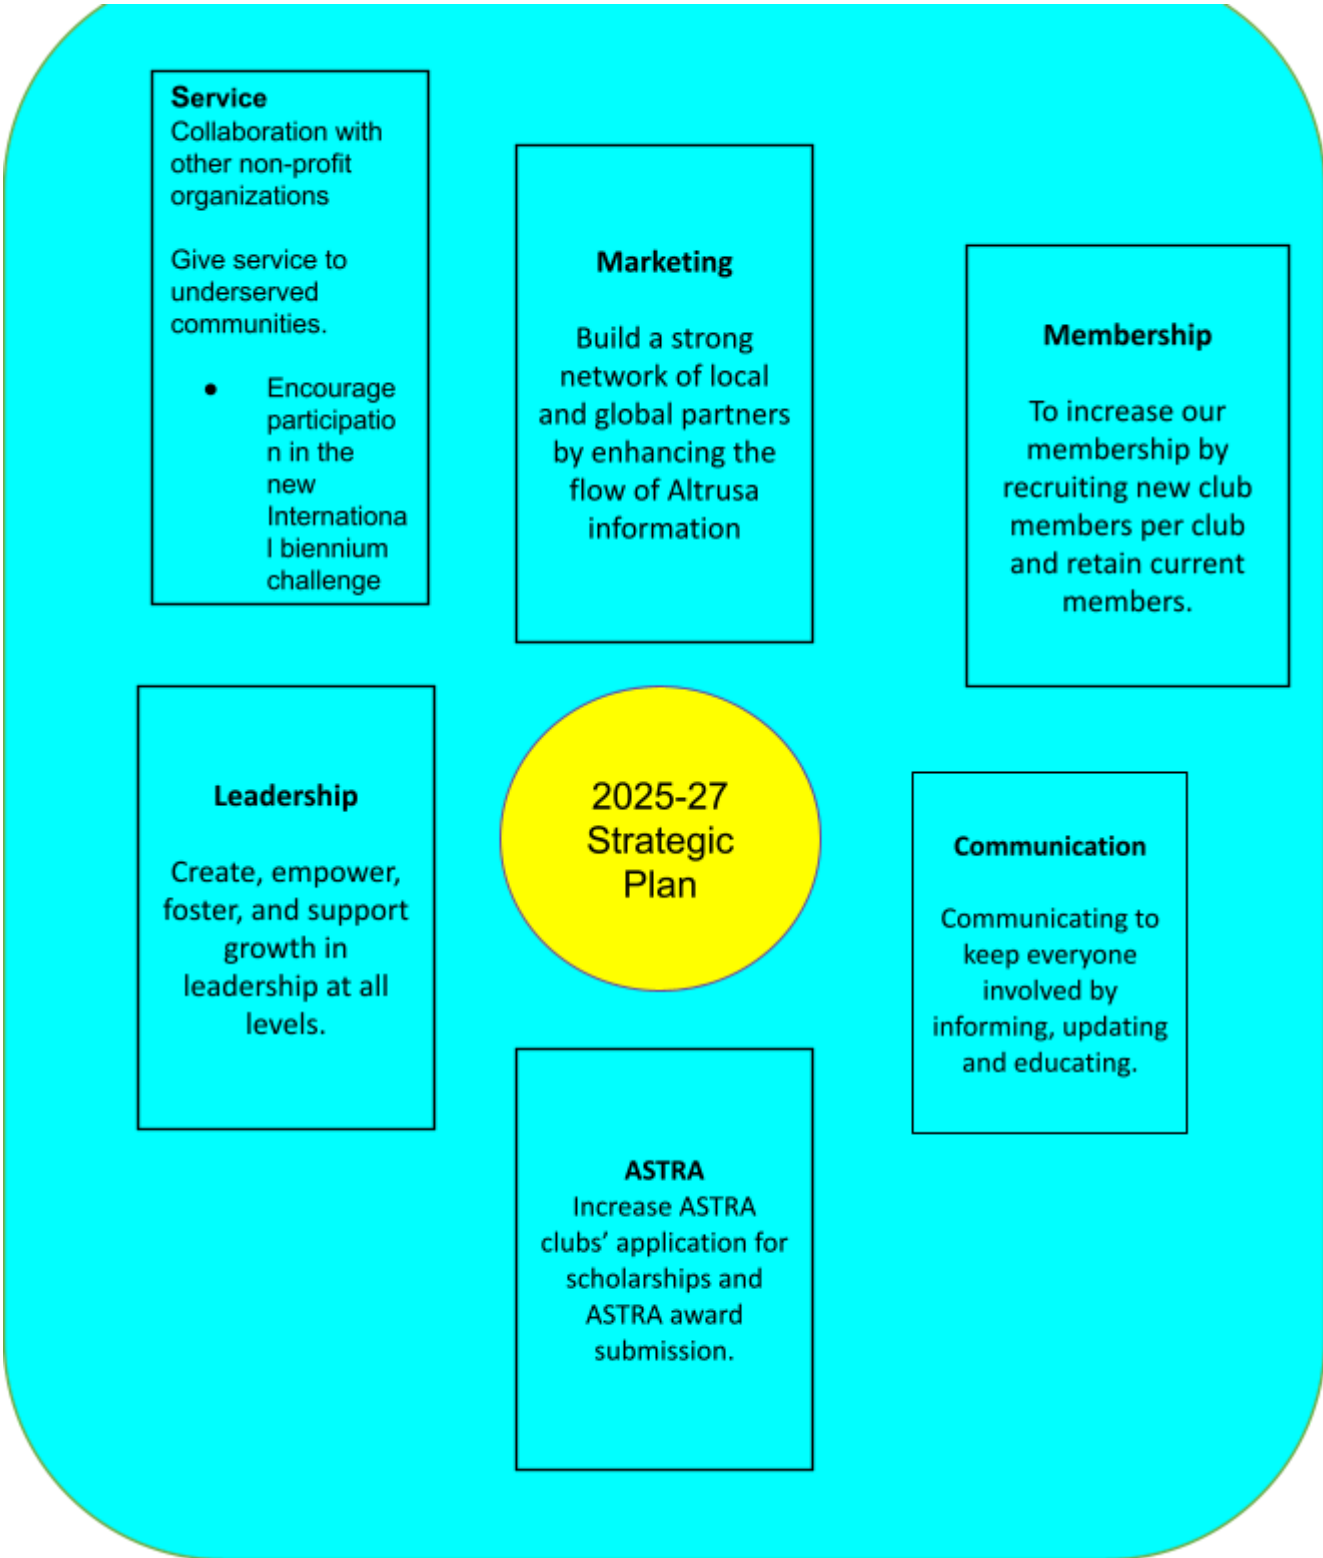 Service
Collaboration with
other non-profit
organizations
Give service to
underserved
communities.
● Encourage
participatio
n in the
new
Internationa
l biennium
challenge
Marketing
Build a strong
network of local
and global partners
by enhancing the
flow of Altrusa
information
Membership
To increase our
membership by
recruiting new club
members per club
and retain current
members.
Leadership
Create, empower,
foster, and support
growth in
leadership at all
levels.
2025-27
Strategic
Plan
Communication
Communicating to
keep everyone
involved by
informing, updating
and educating.
ASTRA
Increase ASTRA
clubs’ application for
scholarships and
ASTRA award
submission.